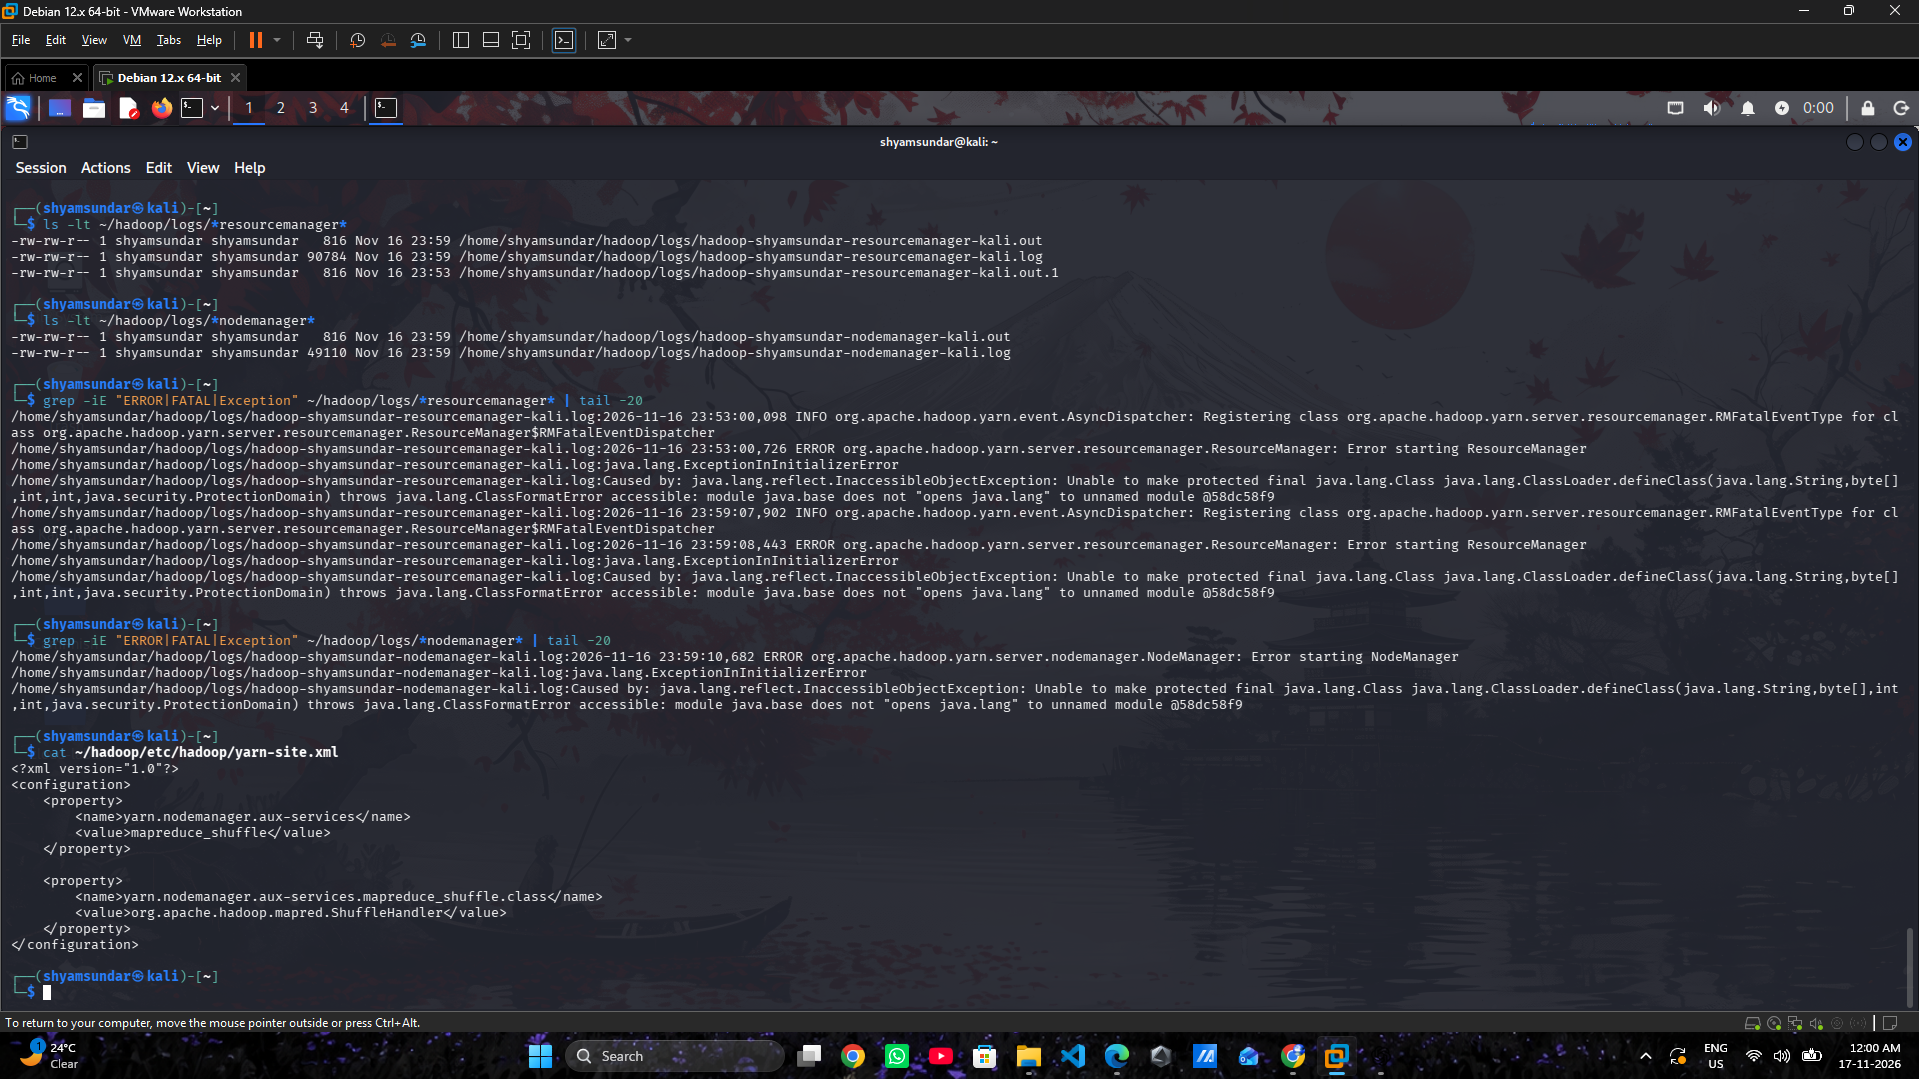 Debian 12.x 64-bit - VMware Workstation
File Edit View VM Tabs Help
Home
Debian 12.x 64-bit
1 2 3 4
0:00
shyamsundar@kali: ~
Session Actions Edit View Help
┌──(shyamsundar㉿kali)-[~]
└─$ ls -lt ~/hadoop/logs/*resourcemanager*
-rw-rw-r-- 1 shyamsundar shyamsundar   816 Nov 16 23:59 /home/shyamsundar/hadoop/logs/hadoop-shyamsundar-resourcemanager-kali.out
-rw-rw-r-- 1 shyamsundar shyamsundar 90784 Nov 16 23:59 /home/shyamsundar/hadoop/logs/hadoop-shyamsundar-resourcemanager-kali.log
-rw-rw-r-- 1 shyamsundar shyamsundar   816 Nov 16 23:53 /home/shyamsundar/hadoop/logs/hadoop-shyamsundar-resourcemanager-kali.out.1
┌──(shyamsundar㉿kali)-[~]
└─$ ls -lt ~/hadoop/logs/*nodemanager*
-rw-rw-r-- 1 shyamsundar shyamsundar   816 Nov 16 23:59 /home/shyamsundar/hadoop/logs/hadoop-shyamsundar-nodemanager-kali.out
-rw-rw-r-- 1 shyamsundar shyamsundar 49110 Nov 16 23:59 /home/shyamsundar/hadoop/logs/hadoop-shyamsundar-nodemanager-kali.log
┌──(shyamsundar㉿kali)-[~]
└─$ grep -iE "ERROR|FATAL|Exception" ~/hadoop/logs/*resourcemanager* | tail -20
/home/shyamsundar/hadoop/logs/hadoop-shyamsundar-resourcemanager-kali.log:2026-11-16 23:53:00,098 INFO org.apache.hadoop.yarn.event.AsyncDispatcher: Registering class org.apache.hadoop.yarn.server.resourcemanager.RMFatalEventType for cl
ass org.apache.hadoop.yarn.server.resourcemanager.ResourceManager$RMFatalEventDispatcher
/home/shyamsundar/hadoop/logs/hadoop-shyamsundar-resourcemanager-kali.log:2026-11-16 23:53:00,726 ERROR org.apache.hadoop.yarn.server.resourcemanager.ResourceManager: Error starting ResourceManager
/home/shyamsundar/hadoop/logs/hadoop-shyamsundar-resourcemanager-kali.log:java.lang.ExceptionInInitializerError
/home/shyamsundar/hadoop/logs/hadoop-shyamsundar-resourcemanager-kali.log:Caused by: java.lang.reflect.InaccessibleObjectException: Unable to make protected final java.lang.Class java.lang.ClassLoader.defineClass(java.lang.String,byte[]
,int,int,java.security.ProtectionDomain) throws java.lang.ClassFormatError accessible: module java.base does not "opens java.lang" to unnamed module @58dc58f9
/home/shyamsundar/hadoop/logs/hadoop-shyamsundar-resourcemanager-kali.log:2026-11-16 23:59:07,902 INFO org.apache.hadoop.yarn.event.AsyncDispatcher: Registering class org.apache.hadoop.yarn.server.resourcemanager.RMFatalEventType for cl
ass org.apache.hadoop.yarn.server.resourcemanager.ResourceManager$RMFatalEventDispatcher
/home/shyamsundar/hadoop/logs/hadoop-shyamsundar-resourcemanager-kali.log:2026-11-16 23:59:08,443 ERROR org.apache.hadoop.yarn.server.resourcemanager.ResourceManager: Error starting ResourceManager
/home/shyamsundar/hadoop/logs/hadoop-shyamsundar-resourcemanager-kali.log:java.lang.ExceptionInInitializerError
/home/shyamsundar/hadoop/logs/hadoop-shyamsundar-resourcemanager-kali.log:Caused by: java.lang.reflect.InaccessibleObjectException: Unable to make protected final java.lang.Class java.lang.ClassLoader.defineClass(java.lang.String,byte[]
,int,int,java.security.ProtectionDomain) throws java.lang.ClassFormatError accessible: module java.base does not "opens java.lang" to unnamed module @58dc58f9
┌──(shyamsundar㉿kali)-[~]
└─$ grep -iE "ERROR|FATAL|Exception" ~/hadoop/logs/*nodemanager* | tail -20
/home/shyamsundar/hadoop/logs/hadoop-shyamsundar-nodemanager-kali.log:2026-11-16 23:59:10,682 ERROR org.apache.hadoop.yarn.server.nodemanager.NodeManager: Error starting NodeManager
/home/shyamsundar/hadoop/logs/hadoop-shyamsundar-nodemanager-kali.log:java.lang.ExceptionInInitializerError
/home/shyamsundar/hadoop/logs/hadoop-shyamsundar-nodemanager-kali.log:Caused by: java.lang.reflect.InaccessibleObjectException: Unable to make protected final java.lang.Class java.lang.ClassLoader.defineClass(java.lang.String,byte[],int
,int,java.security.ProtectionDomain) throws java.lang.ClassFormatError accessible: module java.base does not "opens java.lang" to unnamed module @58dc58f9
┌──(shyamsundar㉿kali)-[~]
└─$ cat ~/hadoop/etc/hadoop/yarn-site.xml
<?xml version="1.0"?>
<configuration>
    <property>
        <name>yarn.nodemanager.aux-services</name>
        <value>mapreduce_shuffle</value>
    </property>
    <property>
        <name>yarn.nodemanager.aux-services.mapreduce_shuffle.class</name>
        <value>org.apache.hadoop.mapred.ShuffleHandler</value>
    </property>
</configuration>
┌──(shyamsundar㉿kali)-[~]
└─$
To return to your computer, move the mouse pointer outside or press Ctrl+Alt.
1
24°C
Clear
Search
ENG
US
12:00 AM
17-11-2026